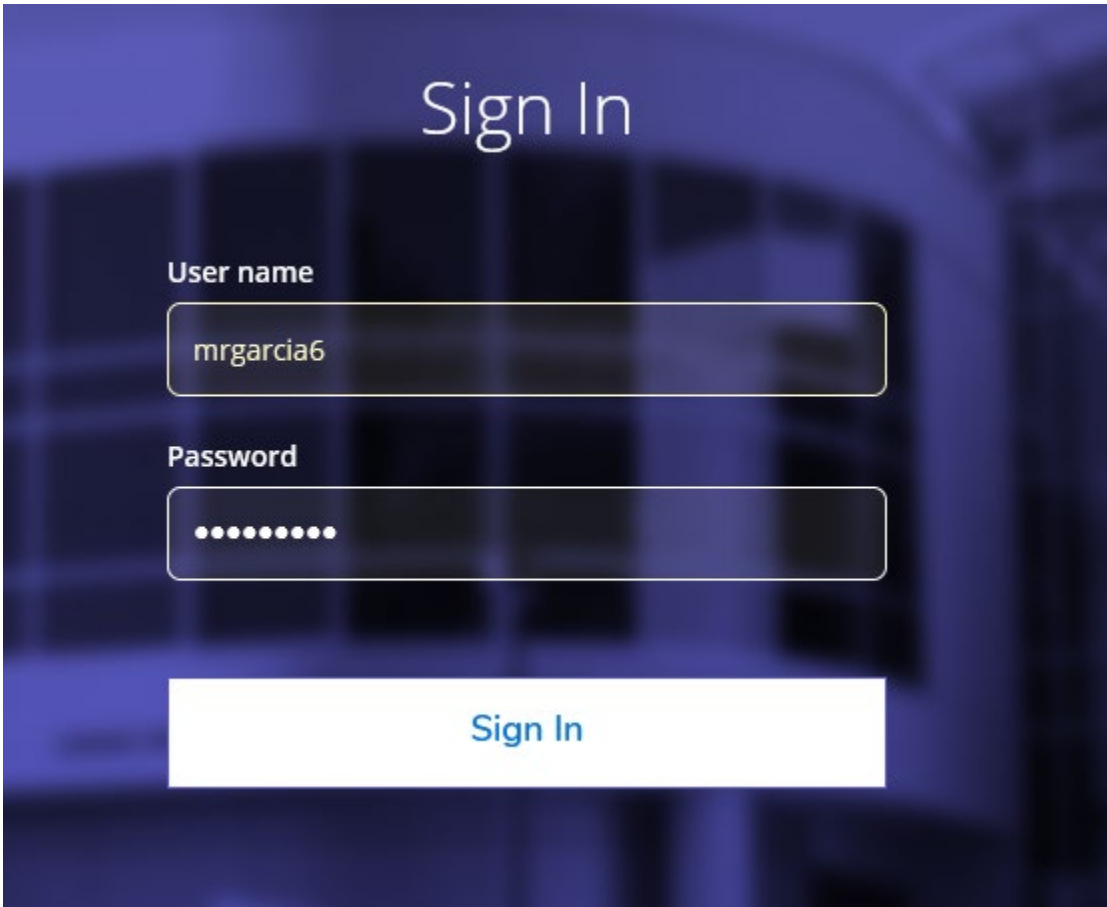 Sign In
User name
mrgarcia6
Password
•••••••••
Sign In